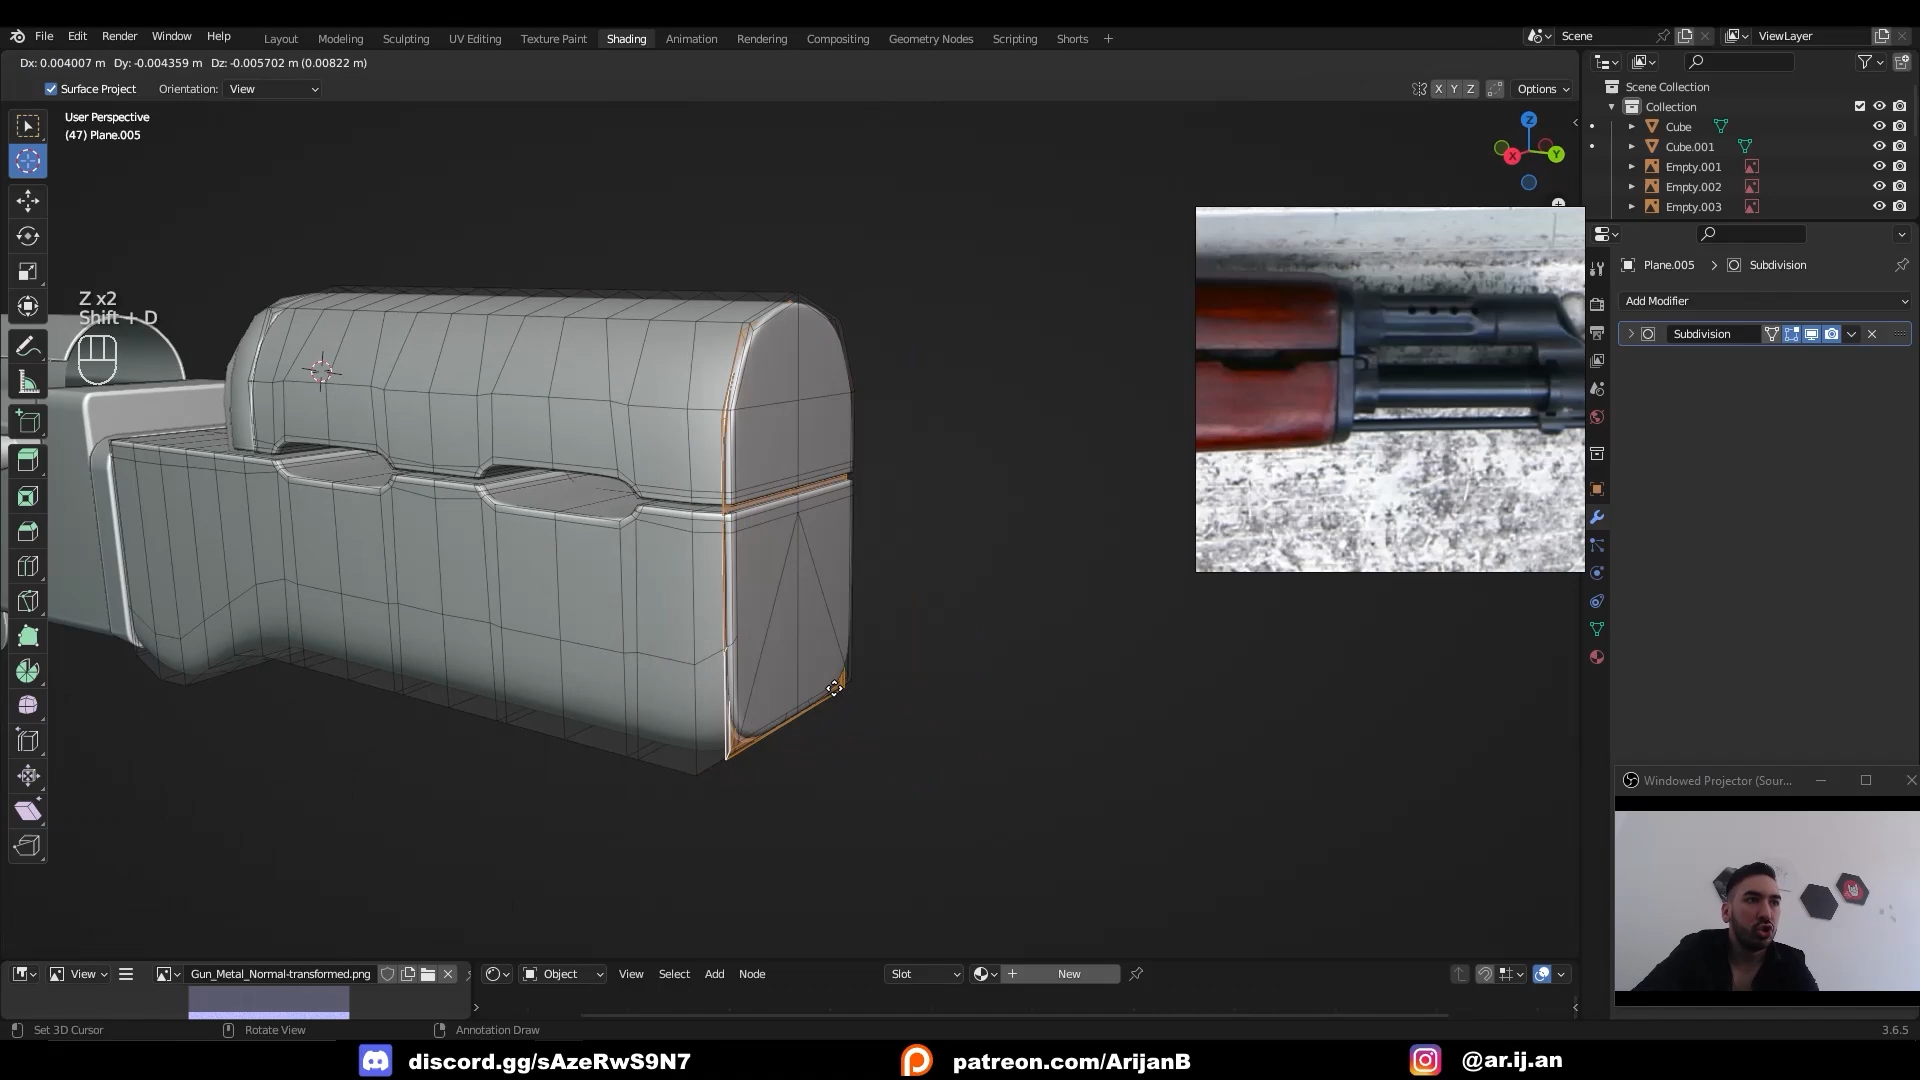 File Edit Render Window Help
Layout Modeling Sculpting UV Editing Texture Paint Shading Animation Rendering Compositing Geometry Nodes Scripting Shorts +
Scene
ViewLayer
Dx: 0.004007 m Dy: -0.004359 m Dz: -0.005702 m (0.00822 m)
Surface Project Orientation: View
X Y Z Options
User Perspective
(47) Plane.005
Z
X
Y
Scene Collection
Collection
Cube
Cube.001
Empty.001
Empty.002
Empty.003
Z x2
Shift + D
Plane.005 > Subdivision
Add Modifier
Subdivision
Windowed Projector (Sour...
View Gun_Metal_Normal-transformed.png
Object View Select Add Node Slot New
Set 3D Cursor Rotate View Annotation Draw 3.6.5
discord.gg/sAzeRwS9N7 patreon.com/ArijanB @ar.ij.an